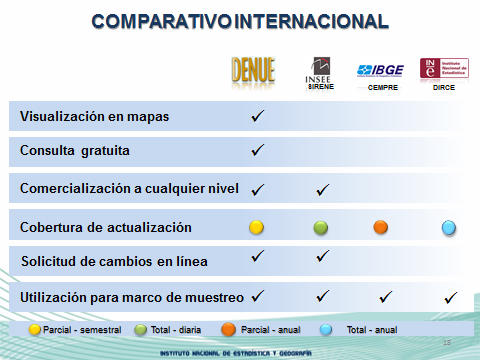 COMPARATIVO INTERNACIONAL
DENUE
INSEE
SIRENE
IBGE
CEMPRE
INe
Instituto
Nacional de
Estadística
DIRCE
Visualización en mapas
Consulta gratuita
Comercialización a cualquier nivel
Cobertura de actualización
Solicitud de cambios en línea
Utilización para marco de muestreo
Parcial - semestral Total - diaria Parcial - anual Total - anual
18
INSTITUTO NACIONAL DE ESTADÍSTICA Y GEOGRAFÍA